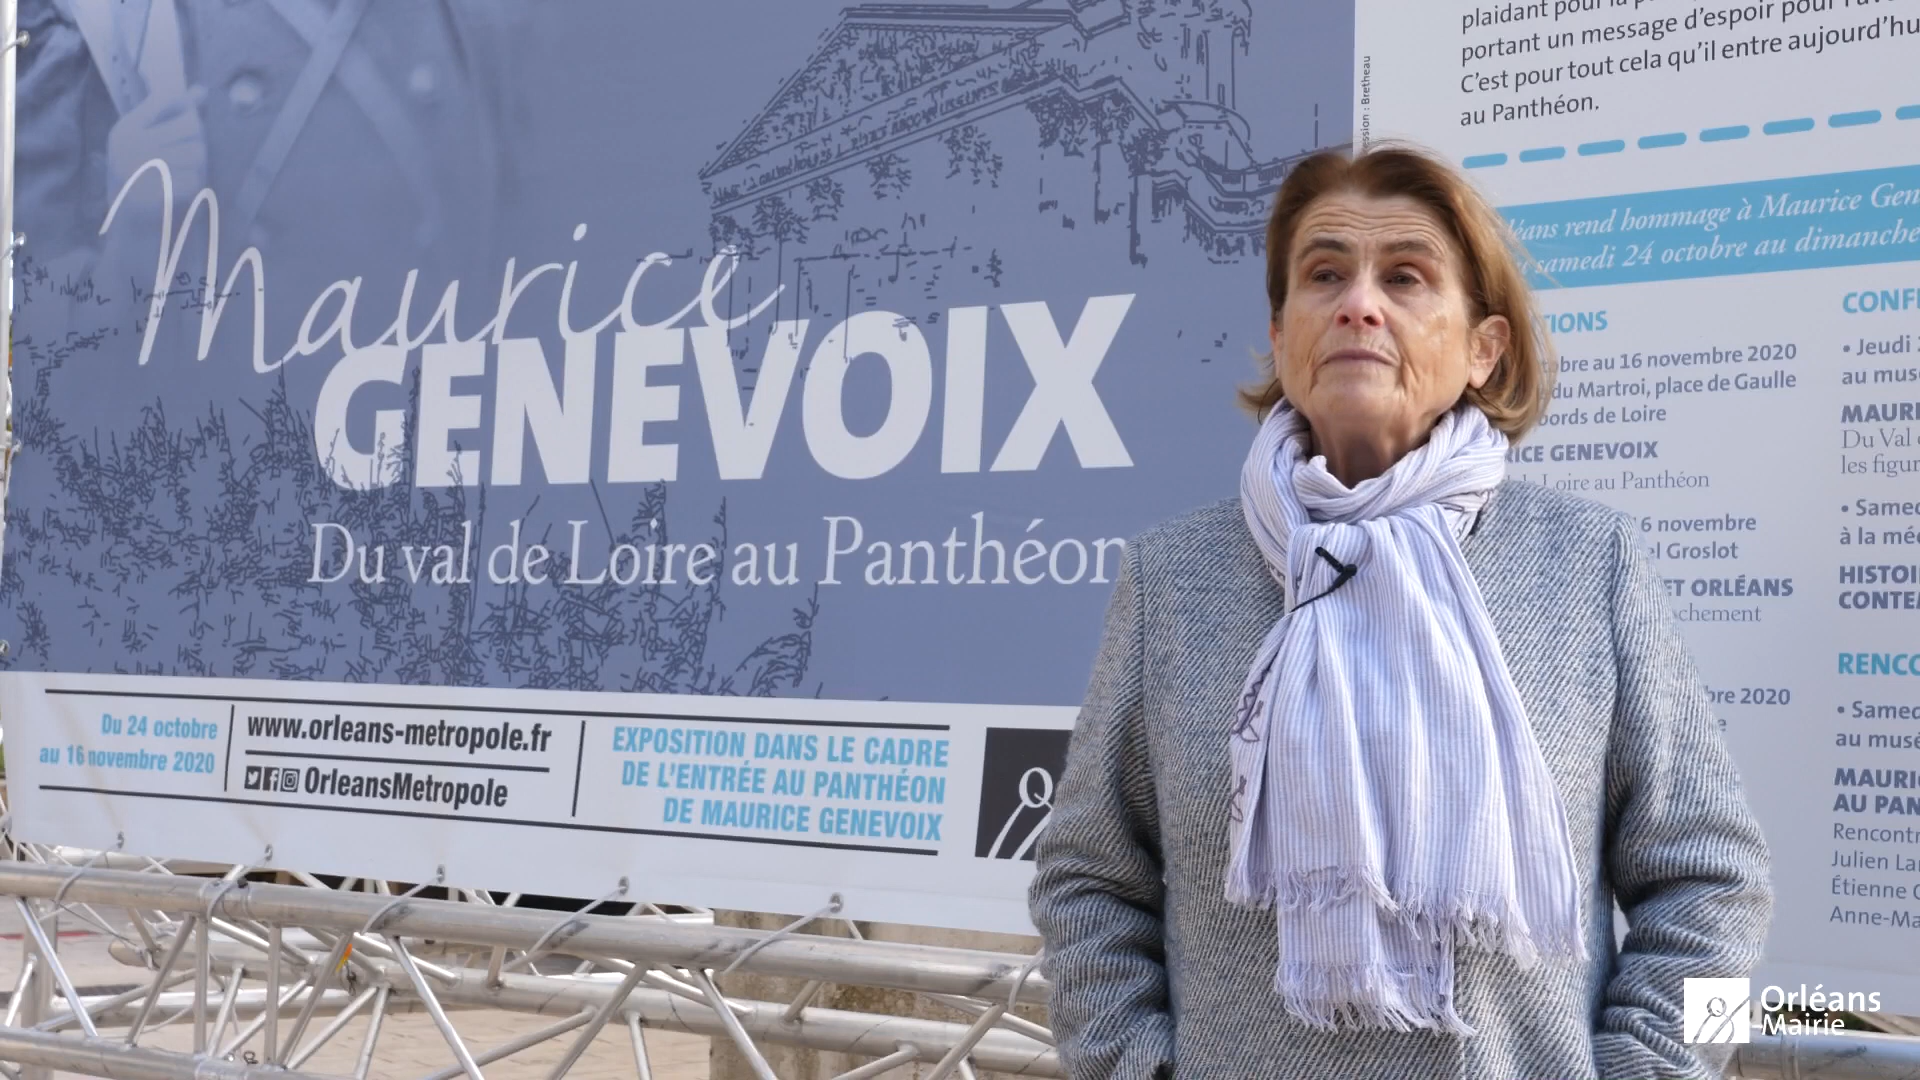 Maurice
GENEVOIX
Du val de Loire au Panthéon
Du 24 octobre
au 16 novembre 2020
www.orleans-metropole.fr
OrleansMetropole
EXPOSITION DANS LE CADRE
DE L'ENTRÉE AU PANTHÉON
DE MAURICE GENEVOIX
plaidant pour la
portant un message d'espoir pour
C'est pour tout cela qu'il entre aujourd'hu
au Panthéon.
: Bretheau
léans rend hommage à Maurice Gen
samedi 24 octobre au dimanche
TIONS
tobre au 16 novembre 2020
du Martroi, place de Gaulle
bords de Loire
RICE GENEVOIX
Loire au Panthéon
16 novembre
el Groslot
ET ORLÉANS
chement
bre 2020
CONF
• Jeudi
au mus
MAURI
Du Val
les figur
• Samed
à la mé
HISTOI
CONTE
RENCO
• Samed
au musé
MAURIC
AU PAN
Rencontr
Julien La
Étienne
Anne-Ma
Orléans
Mairie